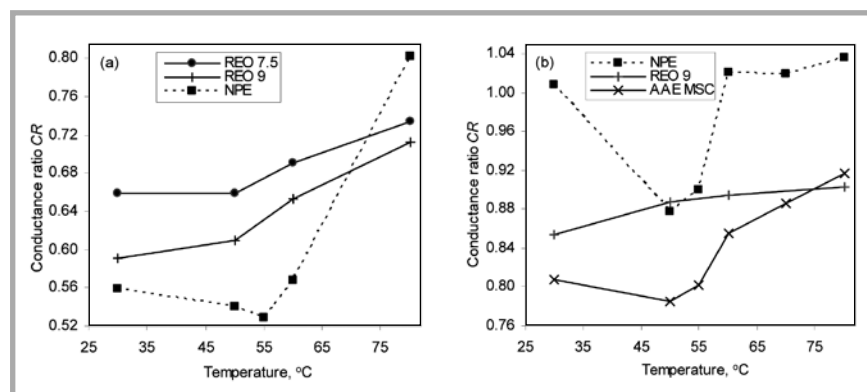 (a)
REO 7.5
REO 9
NPE
Conductance ratio CR
0.80
0.76
0.72
0.68
0.64
0.60
0.56
0.52
25 35 45 55 65 75
Temperature, °C
(b)
NPE
REO 9
AAE MSC
Conductance ratio CR
1.04
1.00
0.96
0.92
0.88
0.84
0.80
0.76
25 35 45 55 65 75
Temperature, °C